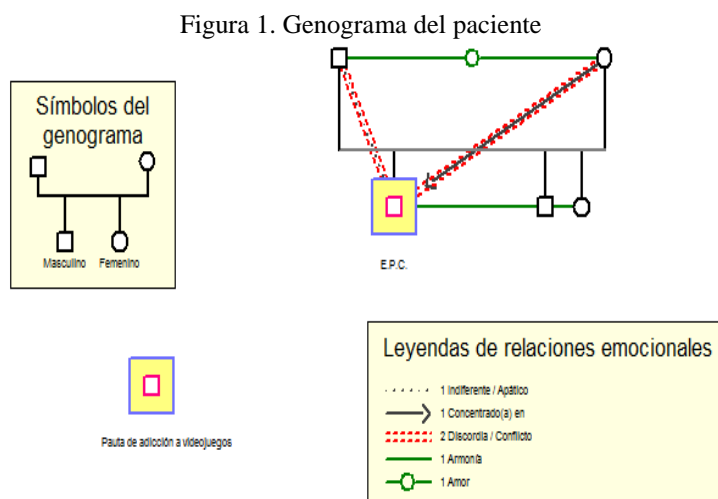 Figura 1. Genograma del paciente
Símbolos del
genograma
Masculino
Femenino
E.P.C.
Pauta de adicción a videojuegos
Leyendas de relaciones emocionales
1 Indiferente / Apático
1 Concentrado(a) en
2 Discordia / Conflicto
1 Armonía
1 Amor